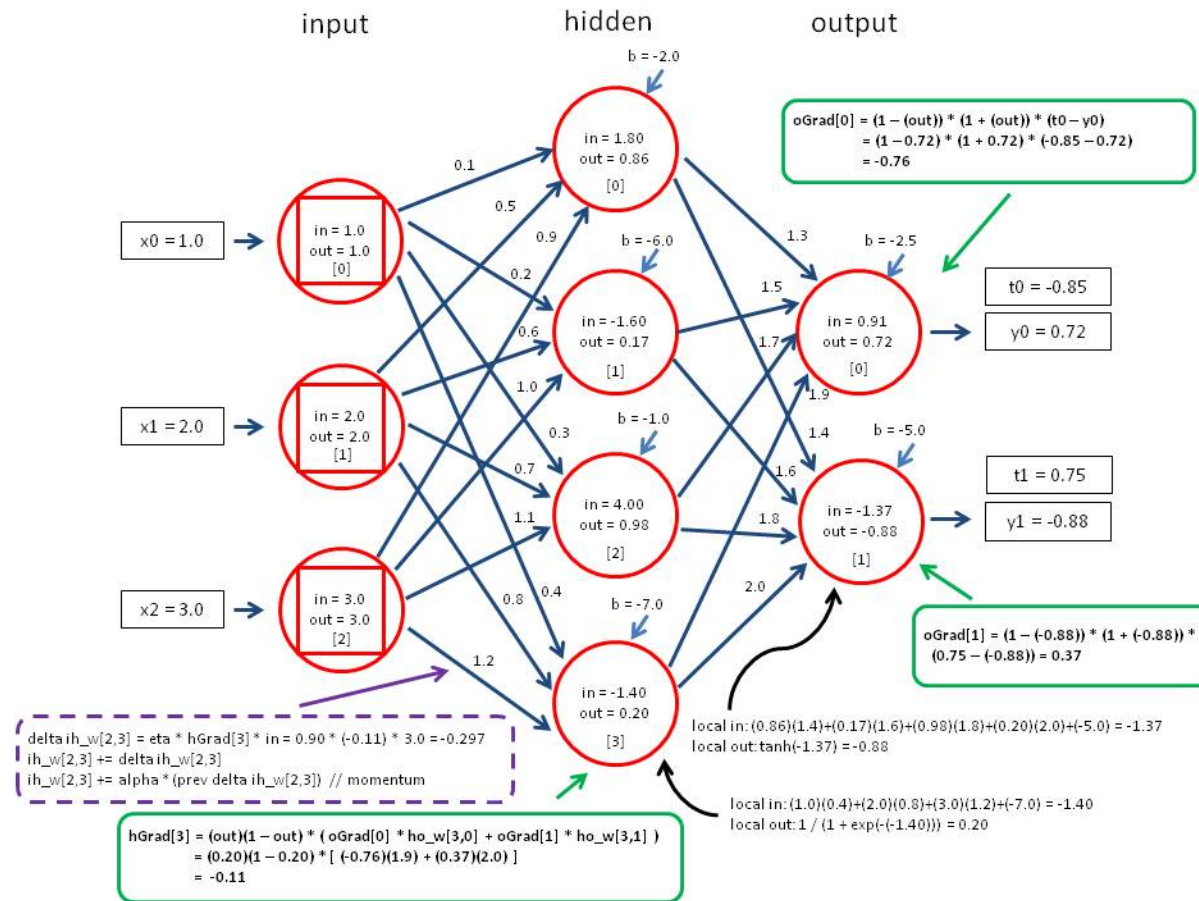 input
hidden
output
b = -2.0
in = 1.80
out = 0.86
[0]
oGrad[0] = (1 – (out)) * (1 + (out)) * (t0 – y0)
= (1 – 0.72) * (1 + 0.72) * (-0.85 – 0.72)
= -0.76
0.1
0.5
0.9
x0 = 1.0
in = 1.0
out = 1.0
[0]
0.2
b = -6.0
1.3
b = -2.5
1.5
t0 = -0.85
in = -1.60
out = 0.17
[1]
0.6
1.7
in = 0.91
out = 0.72
[0]
y0 = 0.72
1.0
1.9
x1 = 2.0
in = 2.0
out = 2.0
[1]
0.3
b = -1.0
1.4
b = -5.0
0.7
1.6
t1 = 0.75
1.1
in = 4.00
out = 0.98
[2]
1.8
in = -1.37
out = -0.88
[1]
y1 = -0.88
x2 = 3.0
in = 3.0
out = 3.0
[2]
0.8
0.4
b = -7.0
2.0
1.2
in = -1.40
out = 0.20
[3]
oGrad[1] = (1 – (-0.88)) * (1 + (-0.88)) *
(0.75 – (-0.88)) = 0.37
delta ih_w[2,3] = eta * hGrad[3] * in = 0.90 * (-0.11) * 3.0 = -0.297
ih_w[2,3] += delta ih_w[2,3]
ih_w[2,3] += alpha * (prev delta ih_w[2,3]) // momentum
local in: (0.86)(1.4)+(0.17)(1.6)+(0.98)(1.8)+(0.20)(2.0)+(-5.0) = -1.37
local out: tanh(-1.37) = -0.88
local in: (1.0)(0.4)+(2.0)(0.8)+(3.0)(1.2)+(-7.0) = -1.40
local out: 1 / (1 + exp(-(-1.40))) = 0.20
hGrad[3] = (out)(1 – out) * ( oGrad[0] * ho_w[3,0] + oGrad[1] * ho_w[3,1] )
= (0.20)(1 – 0.20) * [ (-0.76)(1.9) + (0.37)(2.0) ]
= -0.11